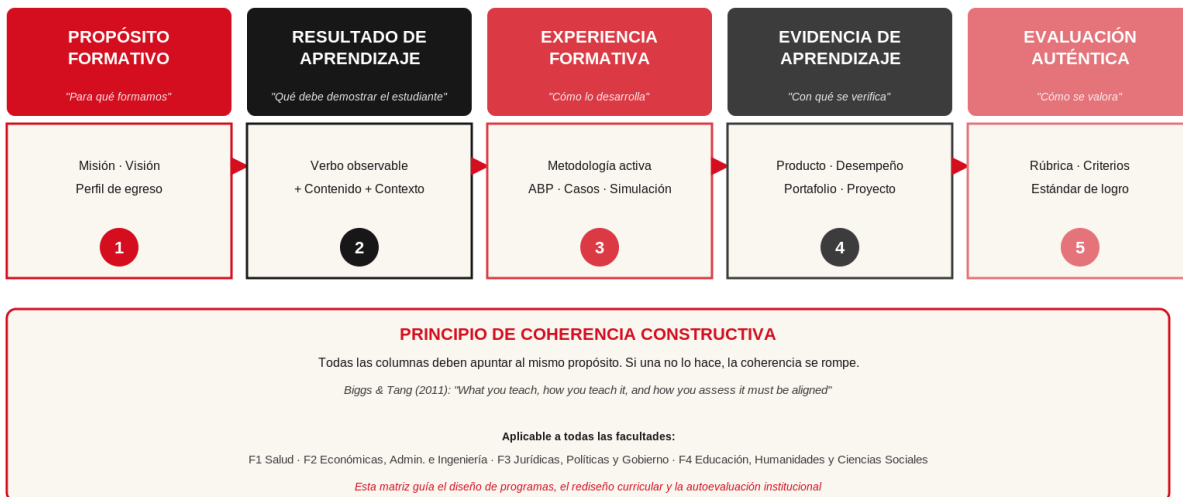 PROPÓSITO
FORMATIVO
"Para qué formamos"
RESULTADO DE
APRENDIZAJE
"Qué debe demostrar el estudiante"
EXPERIENCIA
FORMATIVA
"Cómo lo desarrolla"
EVIDENCIA DE
APRENDIZAJE
"Con qué se verifica"
EVALUACIÓN
AUTÉNTICA
"Cómo se valora"
Misión · Visión
Perfil de egreso
1
Verbo observable
+ Contenido + Contexto
2
Metodología activa
ABP · Casos · Simulación
3
Producto · Desempeño
Portafolio · Proyecto
4
Rúbrica · Criterios
Estándar de logro
5
PRINCIPIO DE COHERENCIA CONSTRUCTIVA
Todas las columnas deben apuntar al mismo propósito. Si una no lo hace, la coherencia se rompe.
Biggs & Tang (2011): "What you teach, how you teach it, and how you assess it must be aligned"
Aplicable a todas las facultades:
F1 Salud · F2 Económicas, Admin. e Ingeniería · F3 Jurídicas, Políticas y Gobierno · F4 Educación, Humanidades y Ciencias Sociales
Esta matriz guía el diseño de programas, el rediseño curricular y la autoevaluación institucional